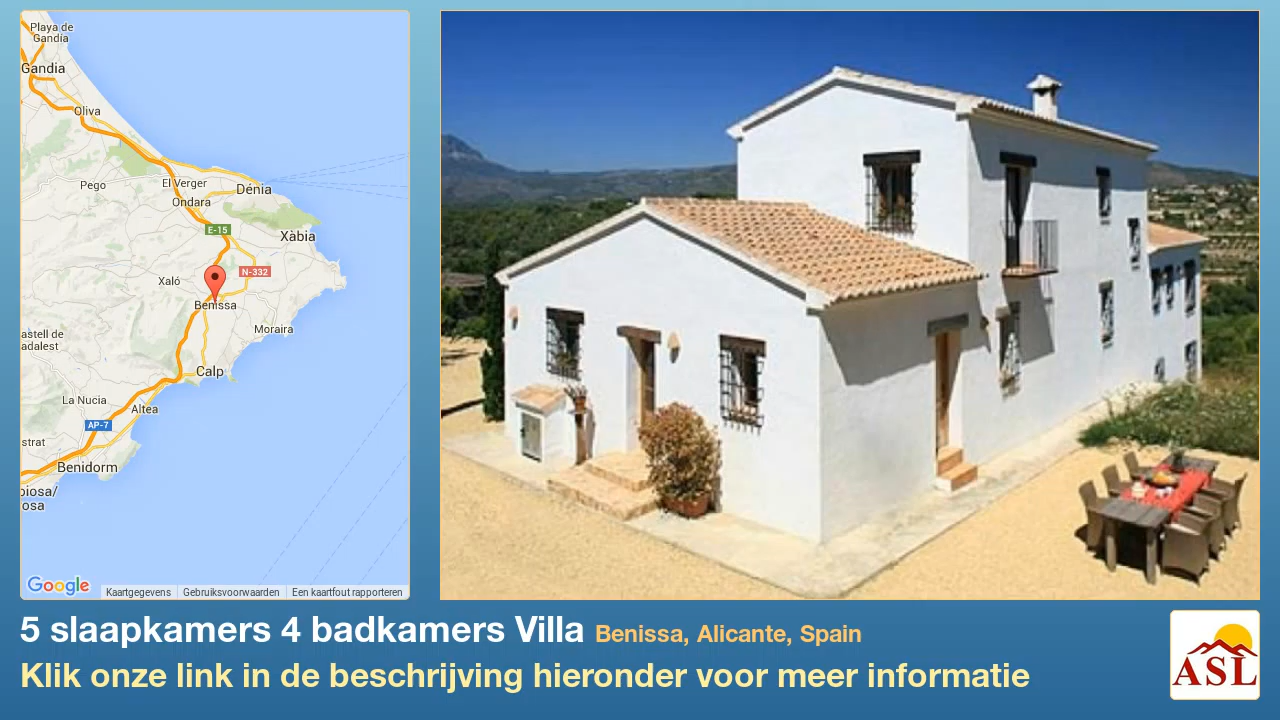 Playa de
Gandía
Gandia
Oliva
Pego
El Verger
Ondara
Dénia
E-15
Xàbia
N-332
Xaló
Benissa
astell de
adalest
Moraira
Calp
La Nucia
Altea
AP-7
strat
Benidorm
oiosa/
osa
Google
Kaartgegevens
Gebruiksvoorwaarden
Een kaartfout rapporteren
5 slaapkamers 4 badkamers Villa Benissa, Alicante, Spain
Klik onze link in de beschrijving hieronder voor meer informatie
ASL